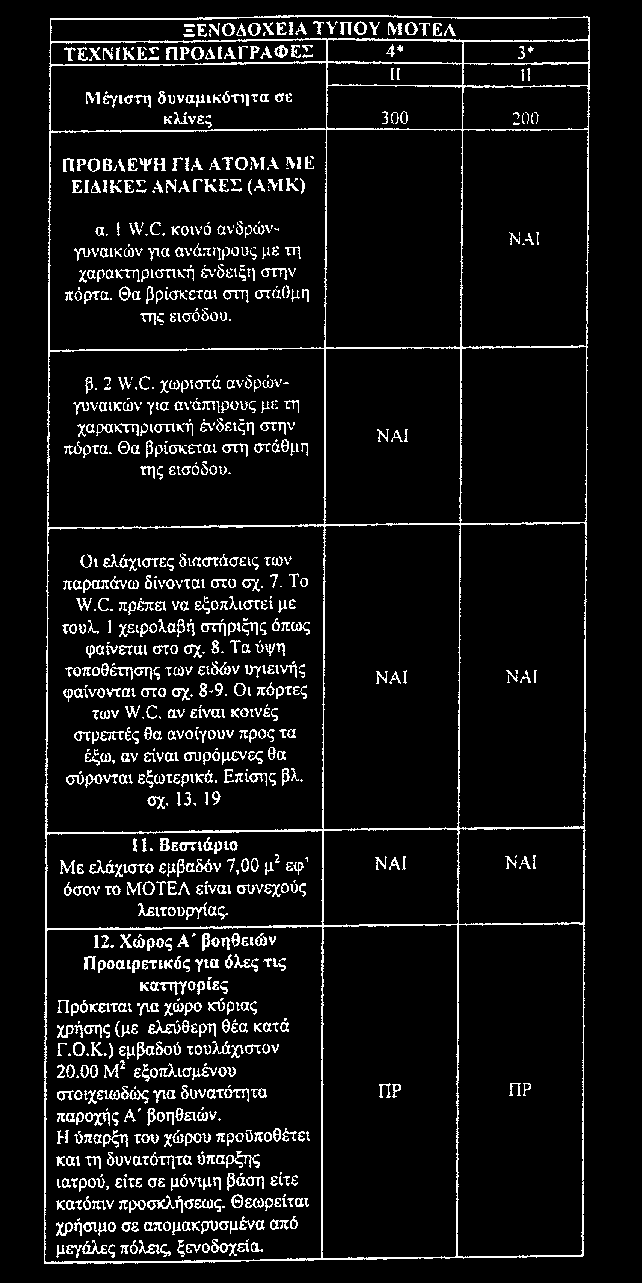 ΞΕΝΟΔΟΧΕΙΑ ΤΥΠΟΥ ΜΟΤΕΛ
ΤΕΧΝΙΚΕΣ ΠΡΟΔΙΑΓΡΑΦΕΣ 4* 3*
II II
Μέγιστη δυναμικότητα σε
κλίνες 300 200
ΠΡΟΒΛΕΨΗ ΓΙΑ ΑΤΟΜΑ ΜΕ
ΕΙΔΙΚΕΣ ΑΝΑΓΚΕΣ (ΑΜΚ)
α. 1 W.C. κοινό ανδρών-
γυναικών για ανάπηρους με τη ΝΑΙ
χαρακτηριστική ένδειξη στην
πόρτα. Θα βρίσκεται στη στάθμη
της εισόδου.
β. 2 W.C. χωριστά ανδρών-
γυναικών για ανάπηρους με τη
χαρακτηριστική ένδειξη στην
πόρτα. Θα βρίσκεται στη στάθμη ΝΑΙ
της εισόδου.
Οι ελάχιστες διαστάσεις των
παραπάνω δίνονται στο σχ. 7. Το
W.C. πρέπει να εξοπλιστεί με
τουλ. 1 χειρολαβή στήριξης όπως
φαίνεται στο σχ. 8. Τα ύψη
τοποθέτησης των ειδών υγιεινής
φαίνονται στο σχ. 8-9. Οι πόρτες ΝΑΙ ΝΑΙ
των W.C. αν είναι κοινές
στρεπτές θα ανοίγουν προς τα
έξω, αν είναι συρόμενες θα
σύρονται εξωτερικά. Επίσης βλ.
σχ. 13, 19
11. Βεστιάριο
Με ελάχιστο εμβαδόν 7,00 μ² εφ' ΝΑΙ ΝΑΙ
όσον το ΜΟΤΕΛ είναι συνεχούς
λειτουργίας.
12. Χώρος Α΄ βοηθειών
Προαιρετικός για όλες τις
κατηγορίες
Πρόκειται για χώρο κύριας
χρήσης (με ελεύθερη θέα κατά
Γ.Ο.Κ.) εμβαδού τουλάχιστον
20.00 Μ² εξοπλισμένου
στοιχειωδώς για δυνατότητα ΠΡ ΠΡ
παροχής Α΄ βοηθειών.
Η ύπαρξη του χώρου προϋποθέτει
και τη δυνατότητα ύπαρξης
ιατρού, είτε σε μόνιμη βάση είτε
κατόπιν προσκλήσεως. Θεωρείται
χρήσιμο σε απομακρυσμένα από
μεγάλες πόλεις, ξενοδοχεία.